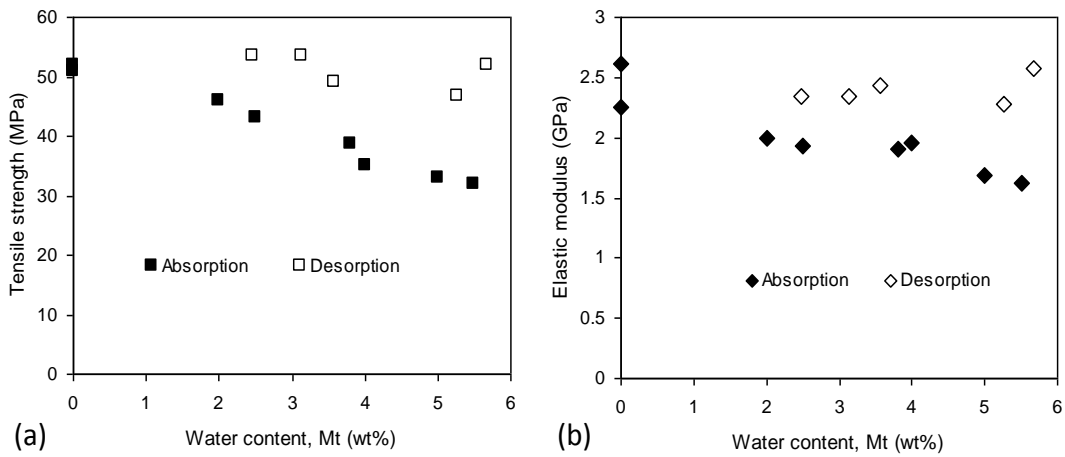 60
50
40
30
20
10
0
Tensile strength (MPa)
Absorption
Desorption
0 1 2 3 4 5 6
Water content, Mt (wt%)
(a)
3
2.5
2
1.5
1
0.5
0
Elastic modulus (GPa)
Absorption
Desorption
0 1 2 3 4 5 6
Water content, Mt (wt%)
(b)